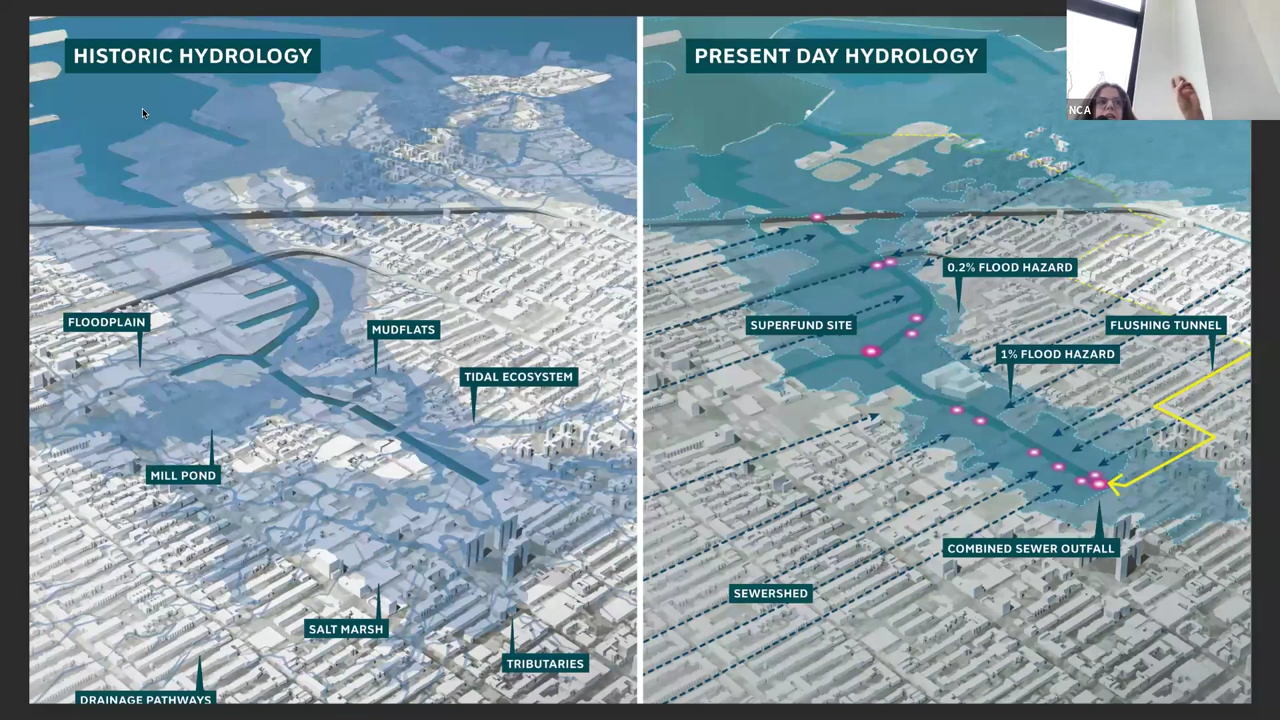 HISTORIC HYDROLOGY
FLOODPLAIN
MUDFLATS
TIDAL ECOSYSTEM
MILL POND
SALT MARSH
TRIBUTARIES
DRAINAGE PATHWAYS
PRESENT DAY HYDROLOGY
NCA
0.2% FLOOD HAZARD
SUPERFUND SITE
FLUSHING TUNNEL
1% FLOOD HAZARD
COMBINED SEWER OUTFALL
SEWERSHED